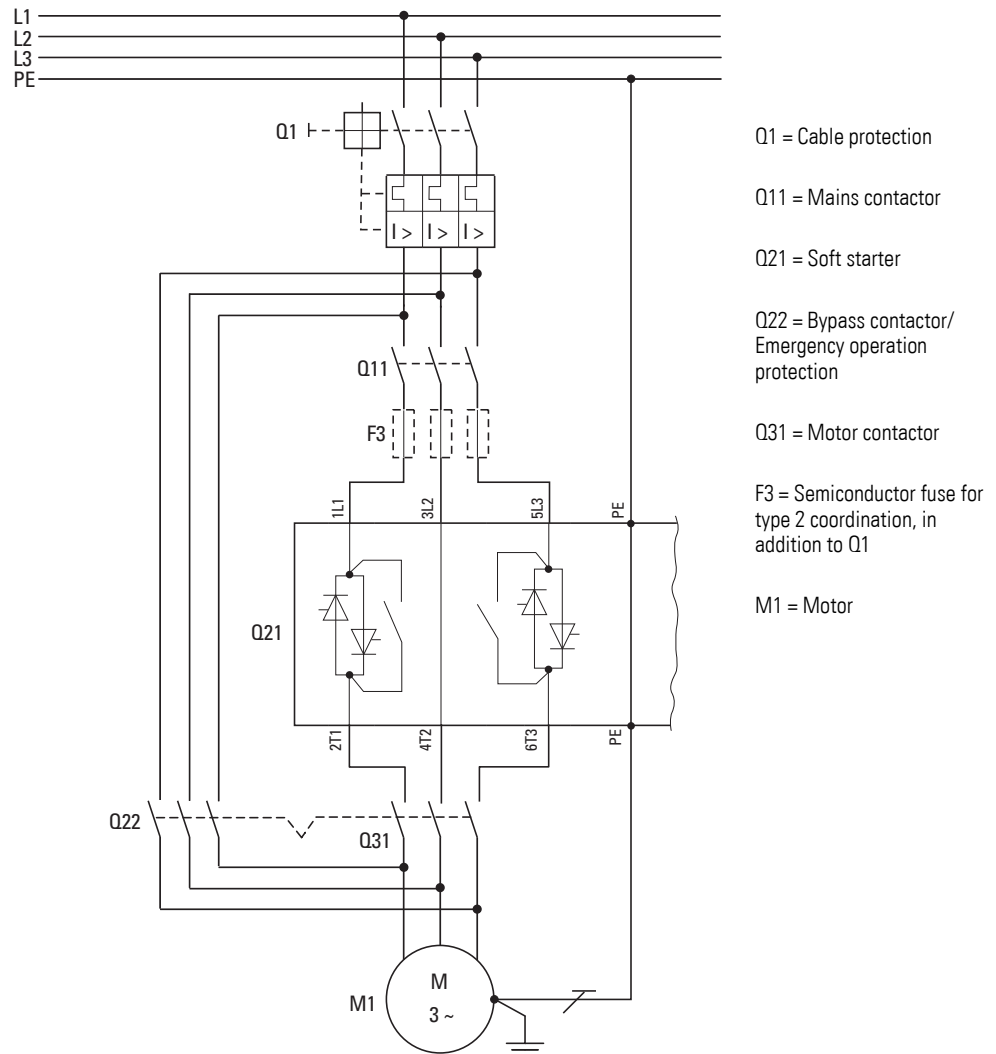 L1
L2
L3
PE
Q1
I > I > I >
Q11
F3
1L1 3L2 5L3 PE
Q21
2T1 4T2 6T3 PE
Q22
Q31
M1
M
3 ~
Q1 = Cable protection
Q11 = Mains contactor
Q21 = Soft starter
Q22 = Bypass contactor/
Emergency operation
protection
Q31 = Motor contactor
F3 = Semiconductor fuse for
type 2 coordination, in
addition to Q1
M1 = Motor